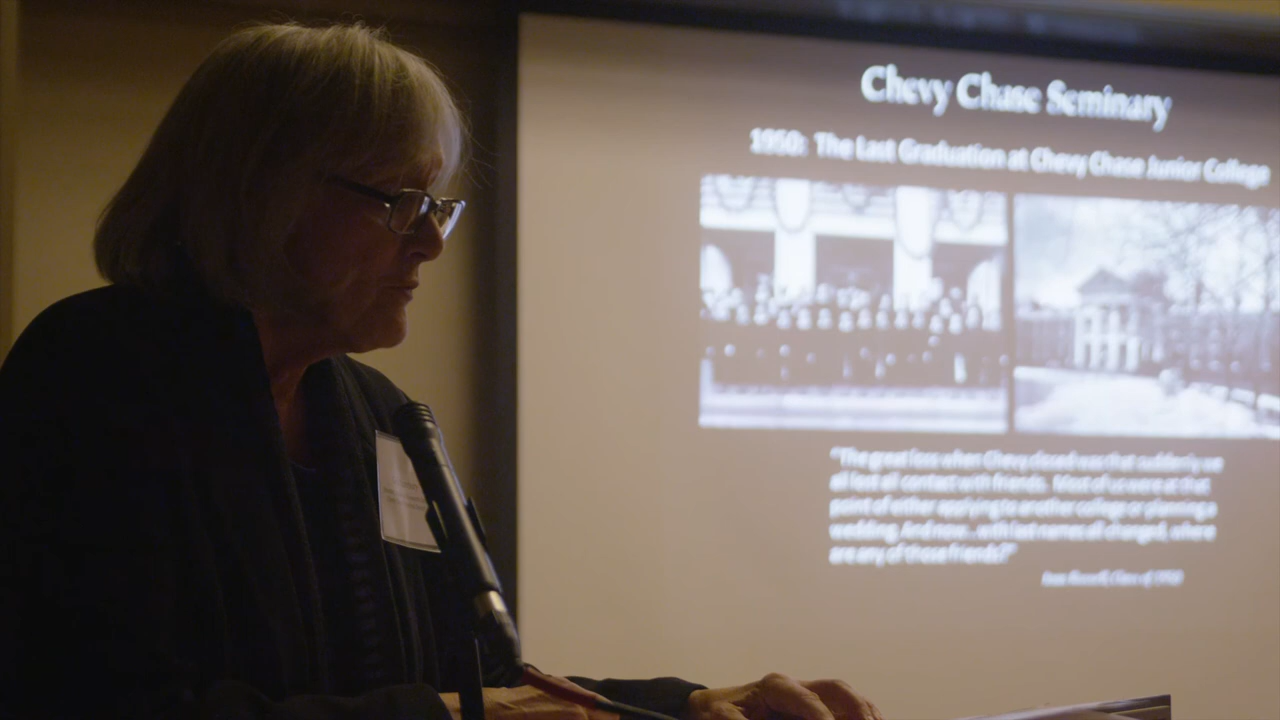 Chevy Chase Seminary
1950: The Last Graduation at Chevy Chase Junior College
"The great loss when Chevy closed was that suddenly we
all lost all contact with friends. Most of us were at that
point of either applying to another college or planning a
wedding. And now...with last names all changed, where
are any of those friends?"
Class of 1950